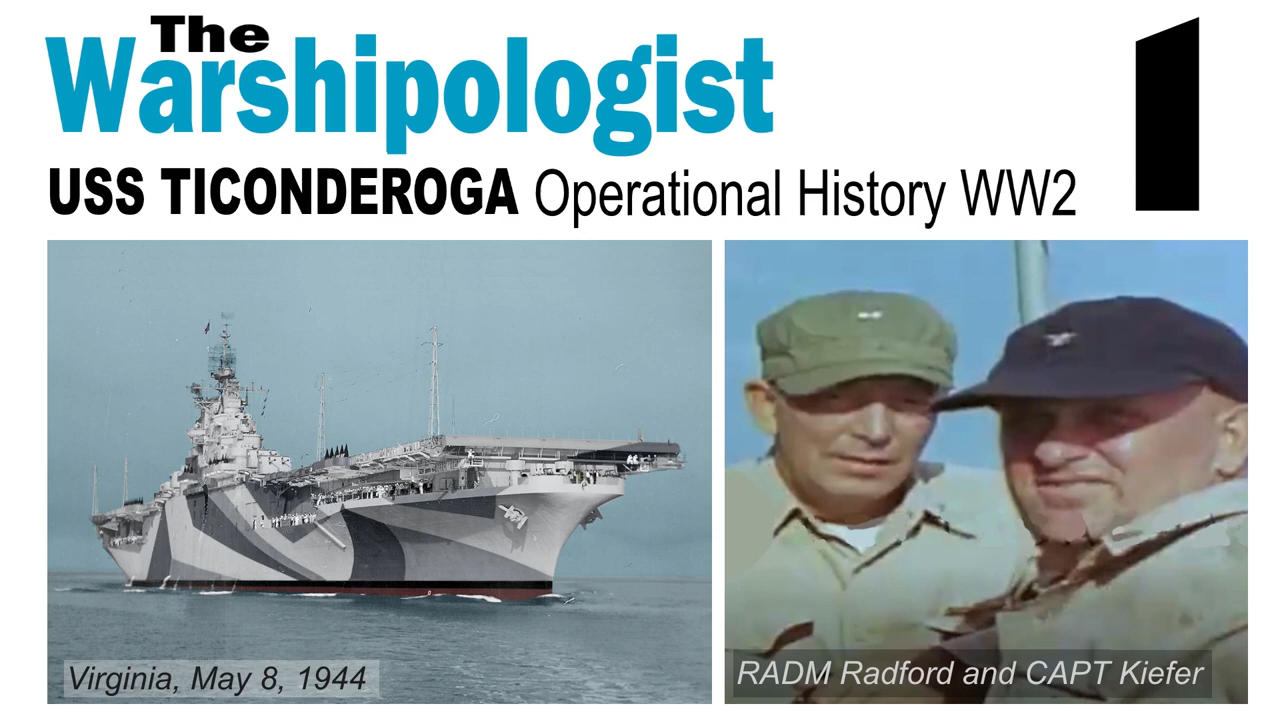 The
Warshipologist
1
USS TICONDEROGA Operational History WW2
Virginia, May 8, 1944
RADM Radford and CAPT Kiefer